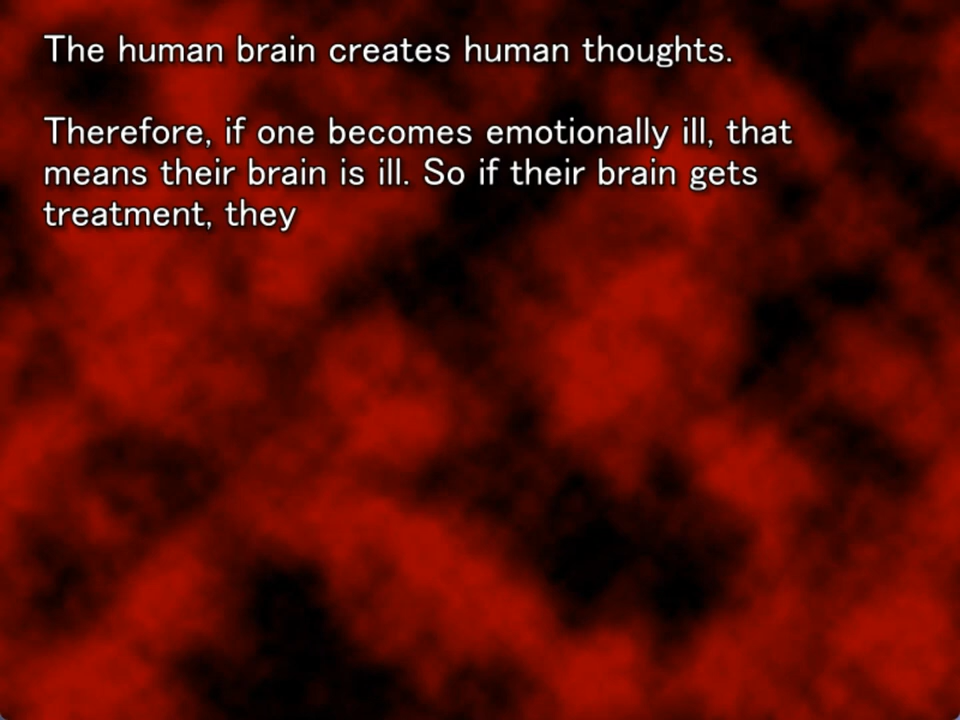 The human brain creates human thoughts.
Therefore, if one becomes emotionally ill, that
means their brain is ill. So if their brain gets
treatment, they